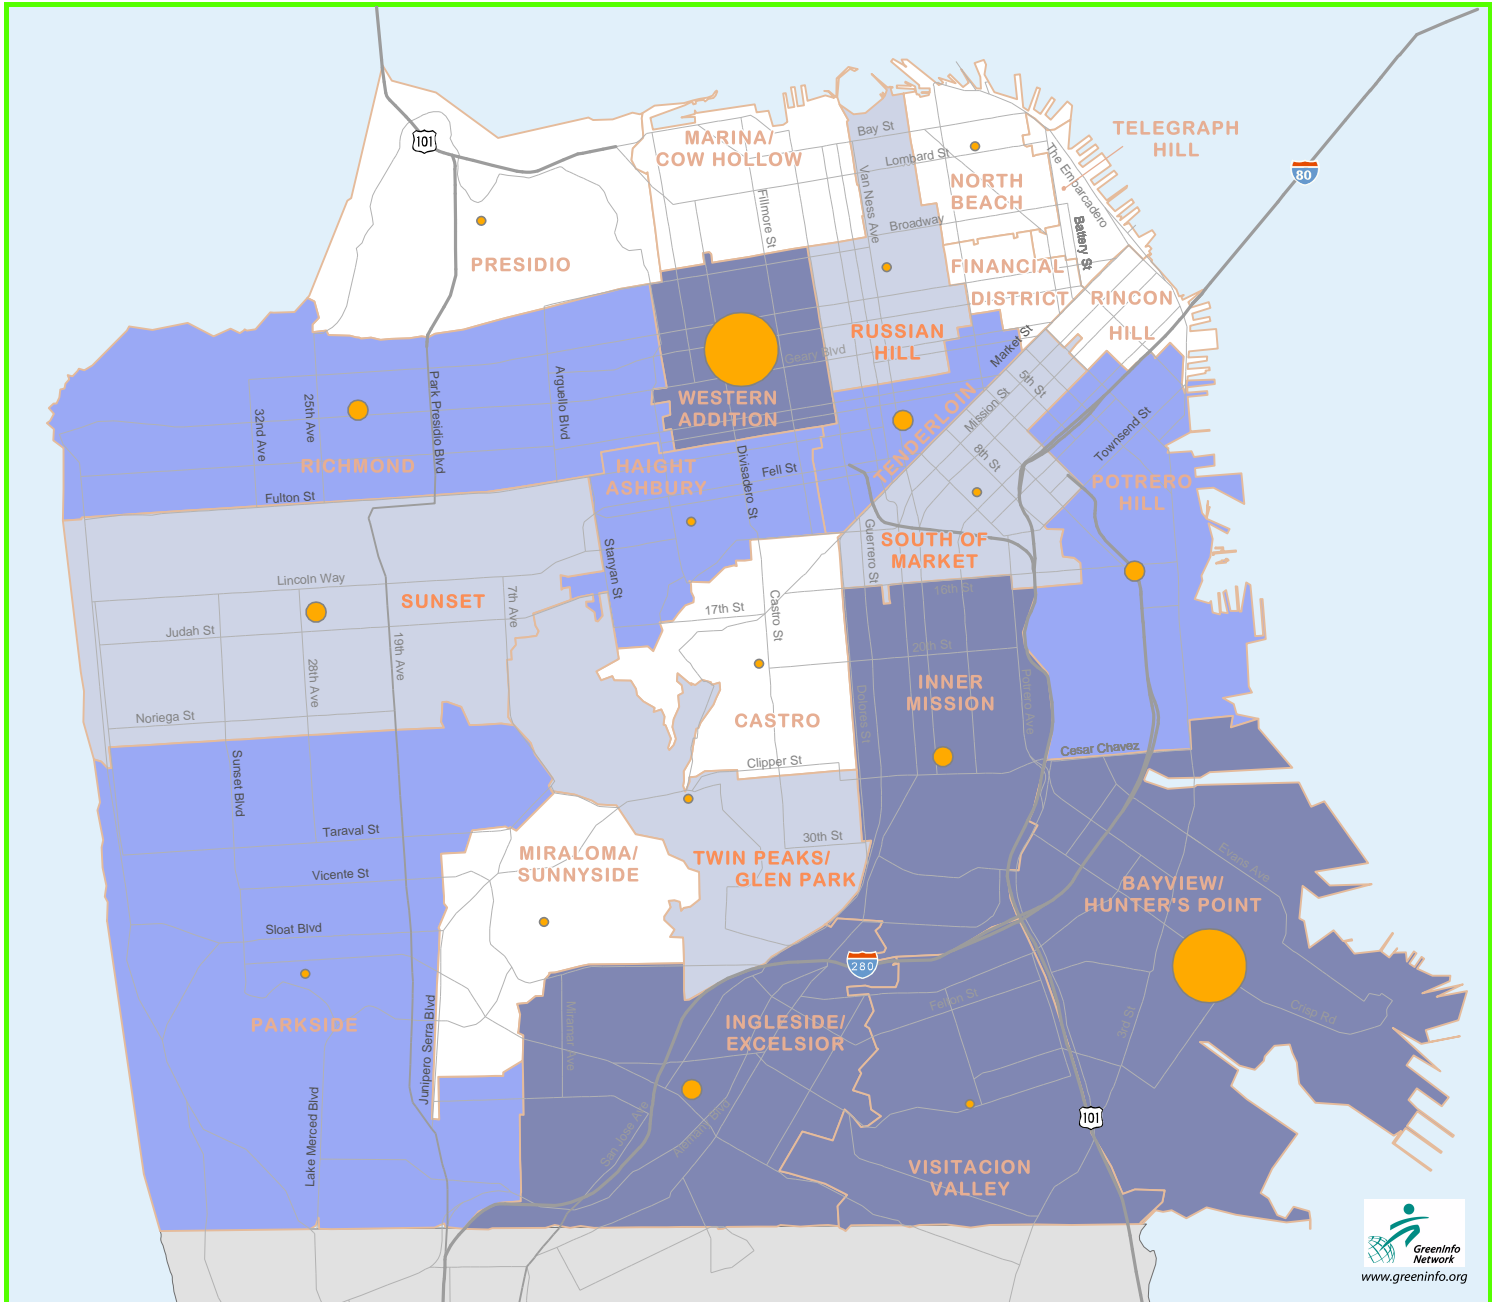 101
MARINA/
COW HOLLOW
Bay St
Lombard St
TELEGRAPH
HILL
The Embarcadero
80
NORTH
BEACH
Van Ness Ave
Fillmore St
Broadway
Battery St
PRESIDIO
FINANCIAL
DISTRICT
RINCON
HILL
RUSSIAN
HILL
Market St
Geary Blvd
5th St
Mission St
8th St
WESTERN
ADDITION
TENDERLOIN
Townsend St
Park Presidio Blvd
Arguello Blvd
25th Ave
32nd Ave
RICHMOND
HAIGHT
ASHBURY
Divisadero St
Fell St
POTRERO
HILL
Fulton St
Stanyan St
Guerrero St
SOUTH OF
MARKET
16th St
Lincoln Way
SUNSET
7th Ave
17th St
Castro St
Judah St
19th Ave
28th Ave
20th St
INNER
MISSION
Dolores St
Potrero Ave
Noriega St
CASTRO
Clipper St
Cesar Chavez
Sunset Blvd
Taraval St
30th St
MIRALOMA/
SUNNYSIDE
TWIN PEAKS/
GLEN PARK
Evans Ave
Vicente St
BAYVIEW/
HUNTER'S POINT
Sloat Blvd
280
Felton St
Crisp Rd
3rd St
PARKSIDE
Junipero Serra Blvd
Miramar Ave
INGLESIDE/
EXCELSIOR
Lake Merced Blvd
San Jose Ave
Alemany Blvd
101
VISITACION
VALLEY
GreenInfo
Network
www.greeninfo.org